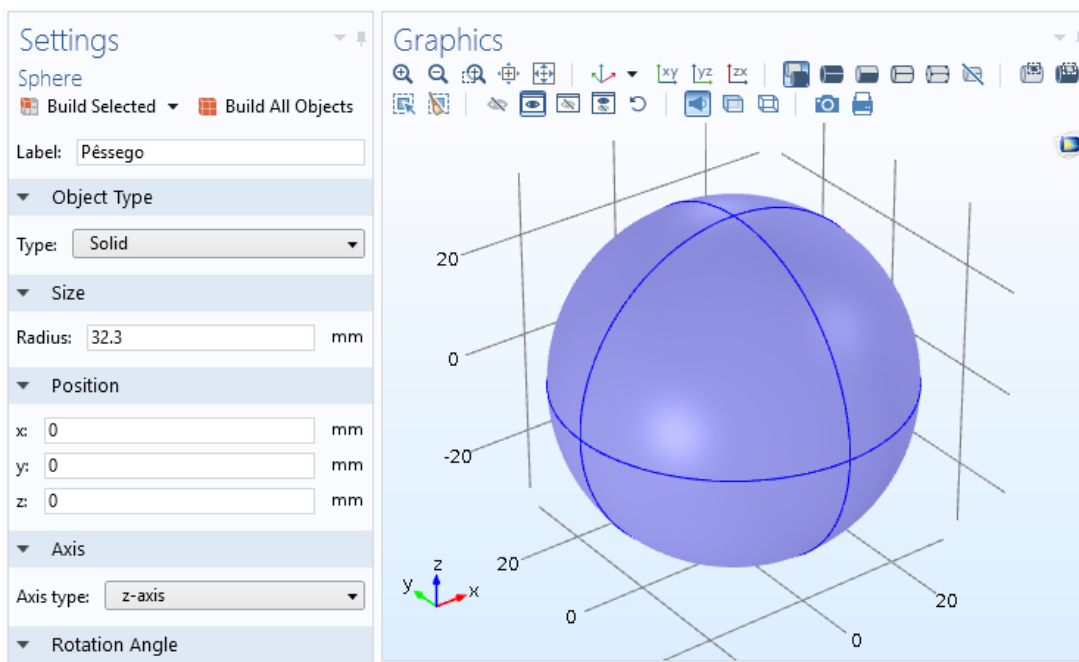 Settings
Sphere
Build Selected Build All Objects
Label: Pêssego
Object Type
Type: Solid
Size
Radius: 32.3 mm
Position
x: 0 mm
y: 0 mm
z: 0 mm
Axis
Axis type: z-axis
Rotation Angle
Graphics
xy yz zx
20
0
-20
20
0
20
0
z
y
x